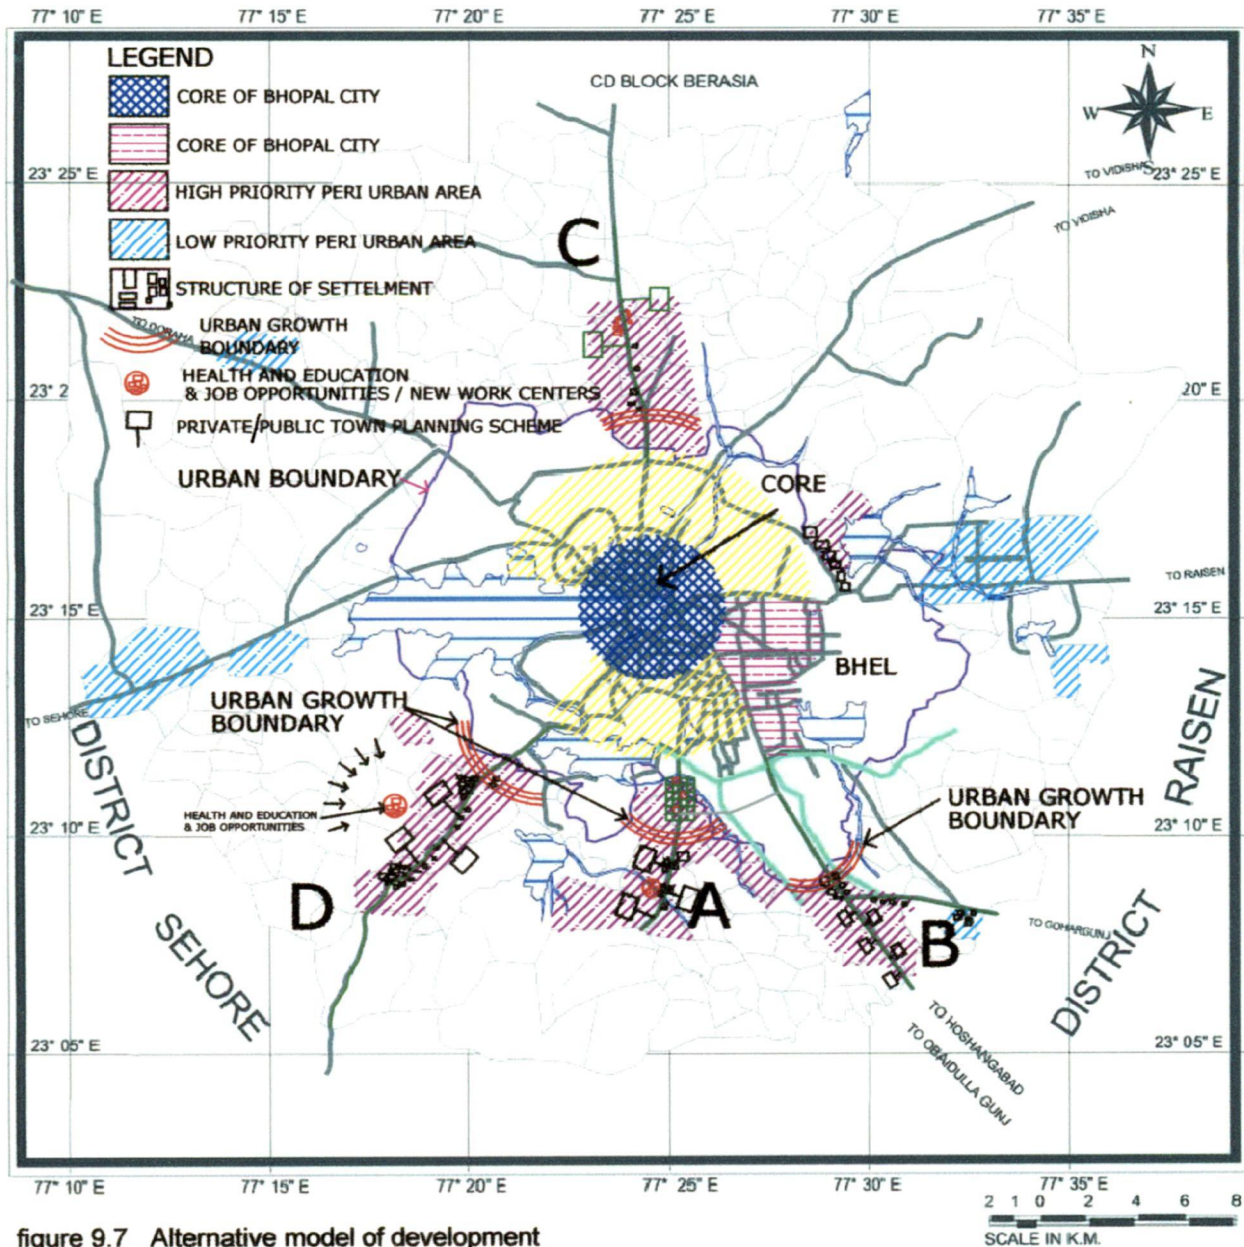 77° 10" E 77° 15" E 77° 20" E 77° 25" E 77° 30" E 77° 35" E
LEGEND
CORE OF BHOPAL CITY
CORE OF BHOPAL CITY
HIGH PRIORITY PERI URBAN AREA
LOW PRIORITY PERI URBAN AREA
STRUCTURE OF SETTELMENT
URBAN GROWTH
BOUNDARY
HEALTH AND EDUCATION
& JOB OPPORTUNITIES / NEW WORK CENTERS
PRIVATE/PUBLIC TOWN PLANNING SCHEME
URBAN BOUNDARY
CD BLOCK BERASIA
N
W E
S
TO VIDISHA
23° 25" E 23° 25" E
TO VIDISHA
C
TO DORAHA
23° 2 20" E
CORE
TO RAISEN
23° 15" E 23° 15" E
BHEL
URBAN GROWTH
BOUNDARY
TO SEHORE
DISTRICT
SEHORE
RAISEN
DISTRICT
HEALTH AND EDUCATION
& JOB OPPORTUNITIES
URBAN GROWTH
BOUNDARY
23° 10" E 23° 10" E
D
A
B
TO GOHARGUNJ
TO HOSHANGABAD
TO OBAIDULLA GUNJ
23° 05" E 23° 05" E
77° 10" E 77° 15" E 77° 20" E 77° 25" E 77° 30" E 77° 35" E
2 1 0 2 4 6 8
SCALE IN K.M.
figure 9.7 Alternative model of development